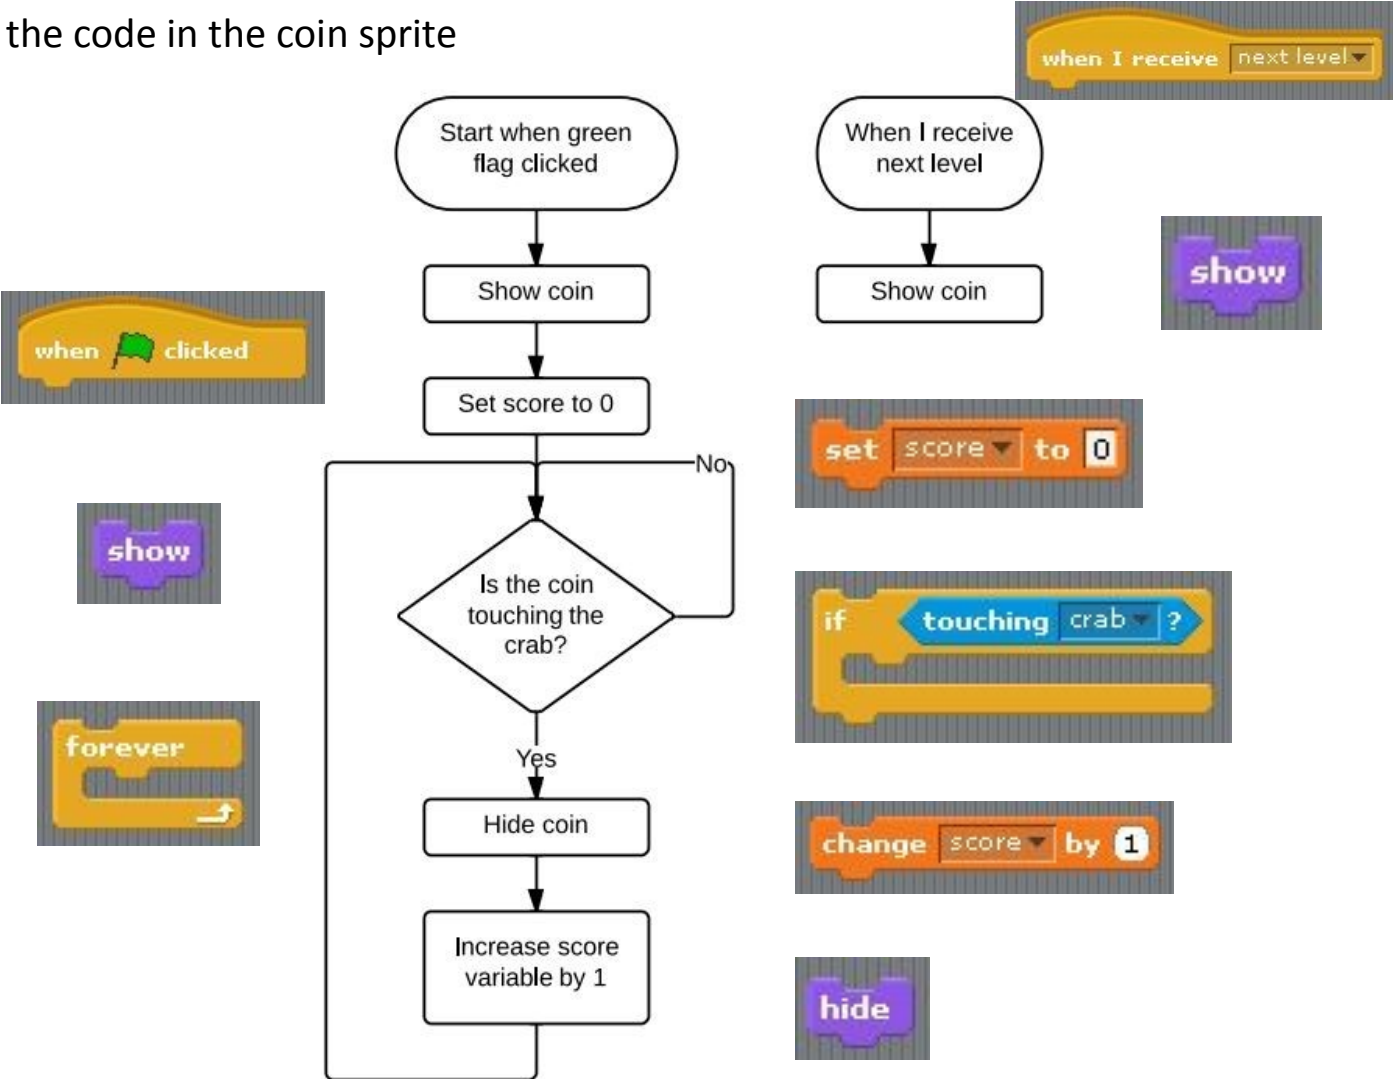 the code in the coin sprite
when I receive next level
Start when green
flag clicked
When I receive
next level
Show coin
Show coin
show
when clicked
Set score to 0
set score to 0
No
show
Is the coin
touching the
crab?
if touching crab ?
forever
Yes
Hide coin
change score by 1
Increase score
variable by 1
hide